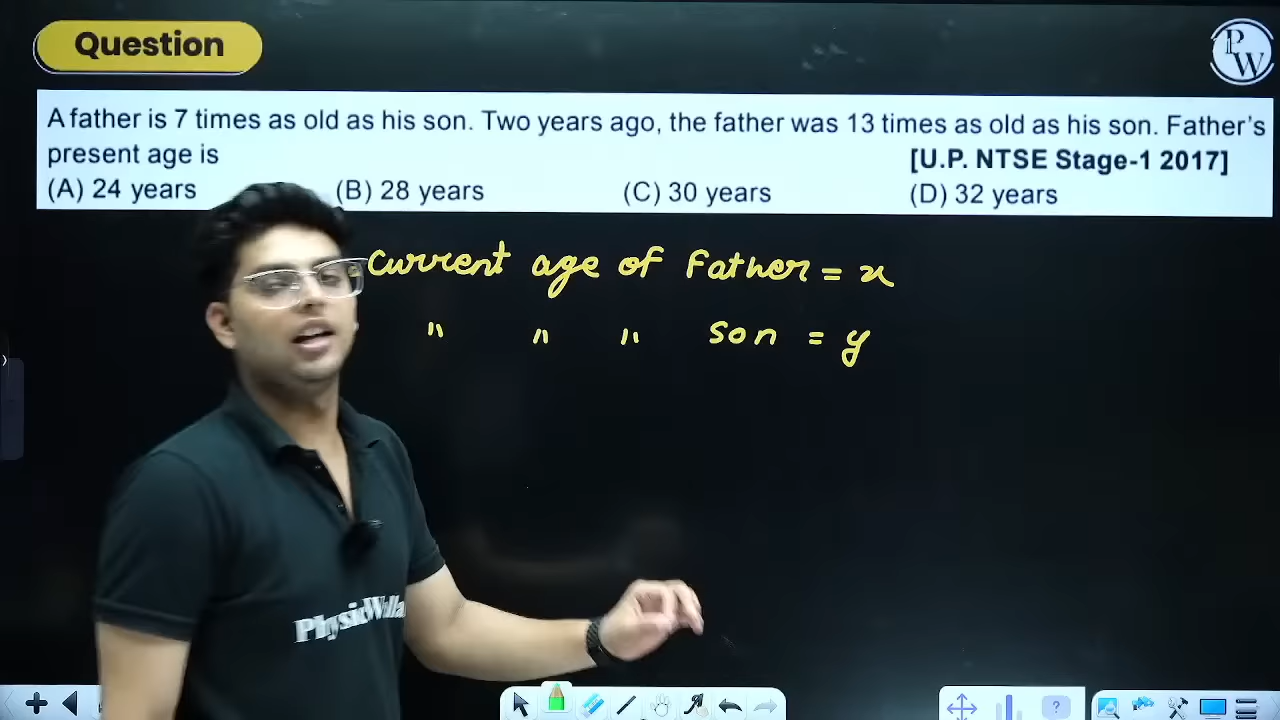 Question
PW
A father is 7 times as old as his son. Two years ago, the father was 13 times as old as his son. Father's
present age is [U.P. NTSE Stage-1 2017]
(A) 24 years (B) 28 years (C) 30 years (D) 32 years
Current age of Father = x
" " " son = y